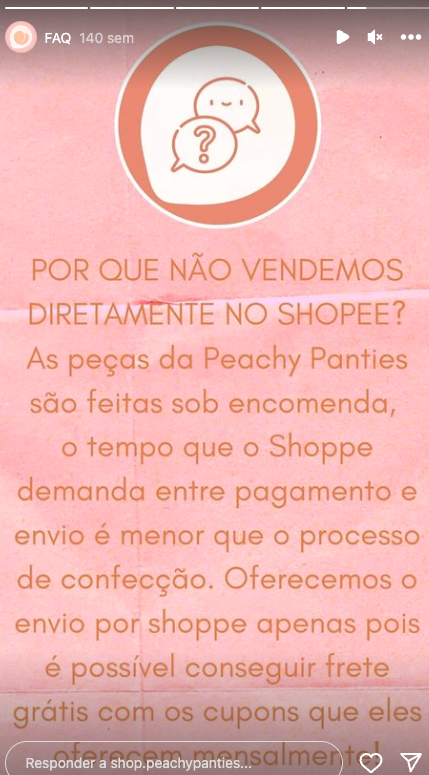 FAQ 140 sem
?
POR QUE NÃO VENDEMOS
DIRETAMENTE NO SHOPEE?
As peças da Peachy Panties
são feitas sob encomenda,
o tempo que o Shoppe
demanda entre pagamento e
envio é menor que o processo
de confecção. Oferecemos o
envio por shoppe apenas pois
é possível conseguir frete
grátis com os cupons que eles
oferecem mensalmente!
Responder a shop.peachypanties...